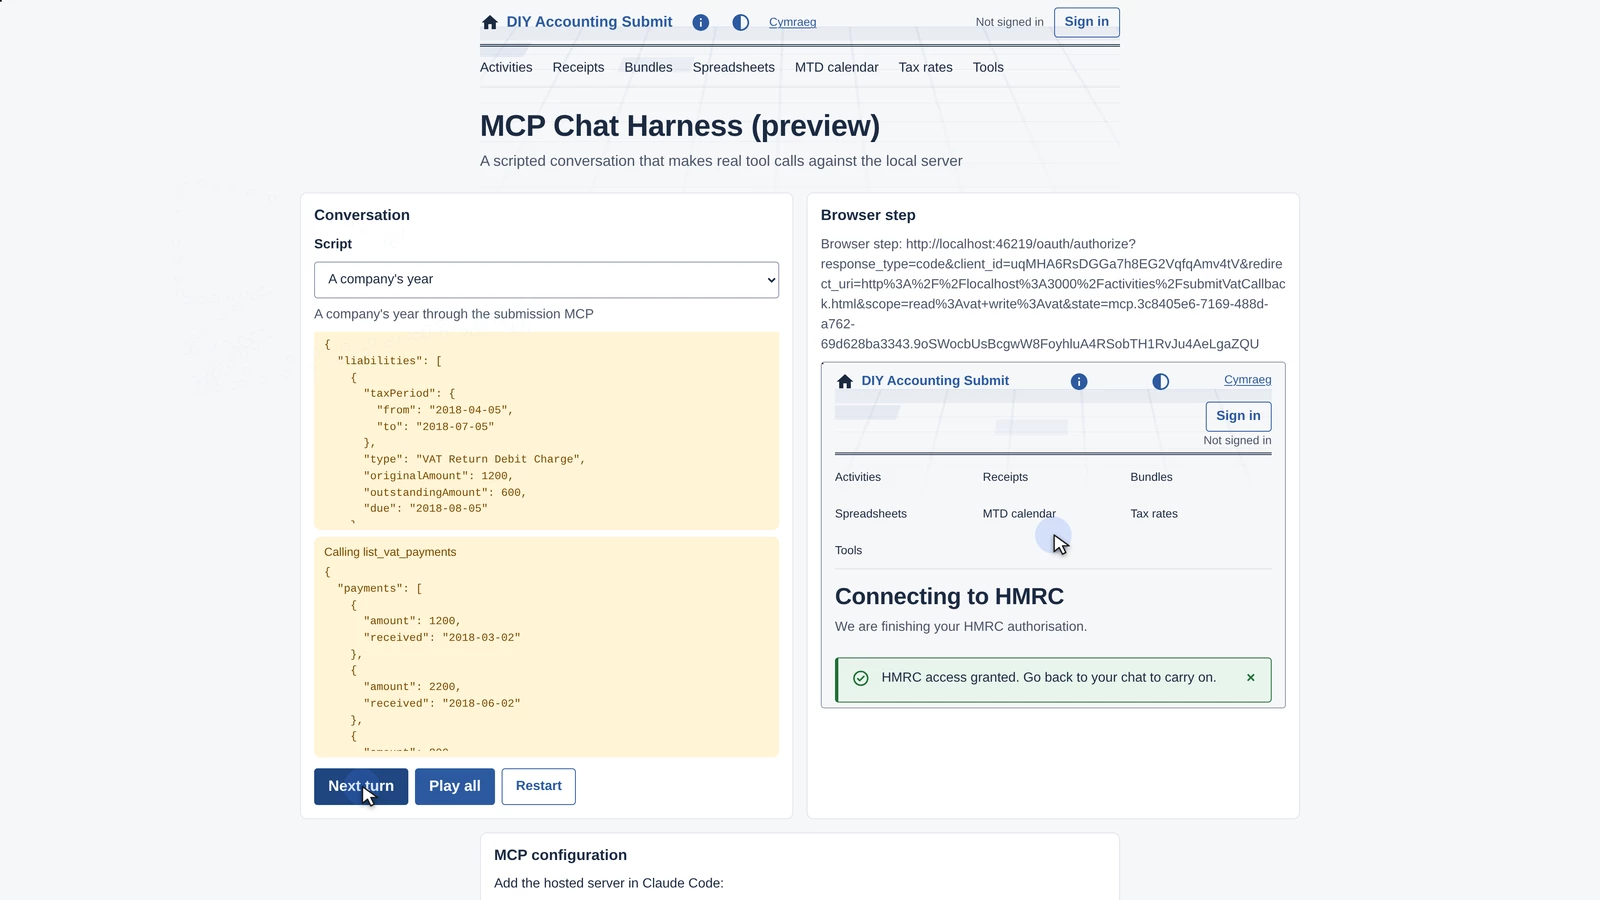 DIY Accounting Submit
Cymraeg
Not signed in
Sign in
Activities
Receipts
Bundles
Spreadsheets
MTD calendar
Tax rates
Tools
MCP Chat Harness (preview)
A scripted conversation that makes real tool calls against the local server
Conversation
Script
A company's year
A company's year through the submission MCP
{
"liabilities": [
{
"taxPeriod": {
"from": "2018-04-05",
"to": "2018-07-05"
},
"type": "VAT Return Debit Charge",
"originalAmount": 1200,
"outstandingAmount": 600,
"due": "2018-08-05"
Calling list_vat_payments
{
"payments": [
{
"amount": 1200,
"received": "2018-03-02"
},
{
"amount": 2200,
"received": "2018-06-02"
},
{
Next turn
Play all
Restart
Browser step
Browser step: http://localhost:46219/oauth/authorize?
response_type=code&client_id=uqMHA6RsDGGa7h8EG2VqfqAmv4tV&redire
ct_uri=http%3A%2F%2Flocalhost%3A3000%2Factivities%2FsubmitVatCallbac
k.html&scope=read%3Avat+write%3Avat&state=mcp.3c8405e6-7169-488d-
a762-
69d628ba3343.9oSWocbUsBcgwW8FoyhluA4RSobTH1RvJu4AeLgaZQU
DIY Accounting Submit
Cymraeg
Sign in
Not signed in
Activities
Receipts
Bundles
Spreadsheets
MTD calendar
Tax rates
Tools
Connecting to HMRC
We are finishing your HMRC authorisation.
HMRC access granted. Go back to your chat to carry on.
MCP configuration
Add the hosted server in Claude Code: